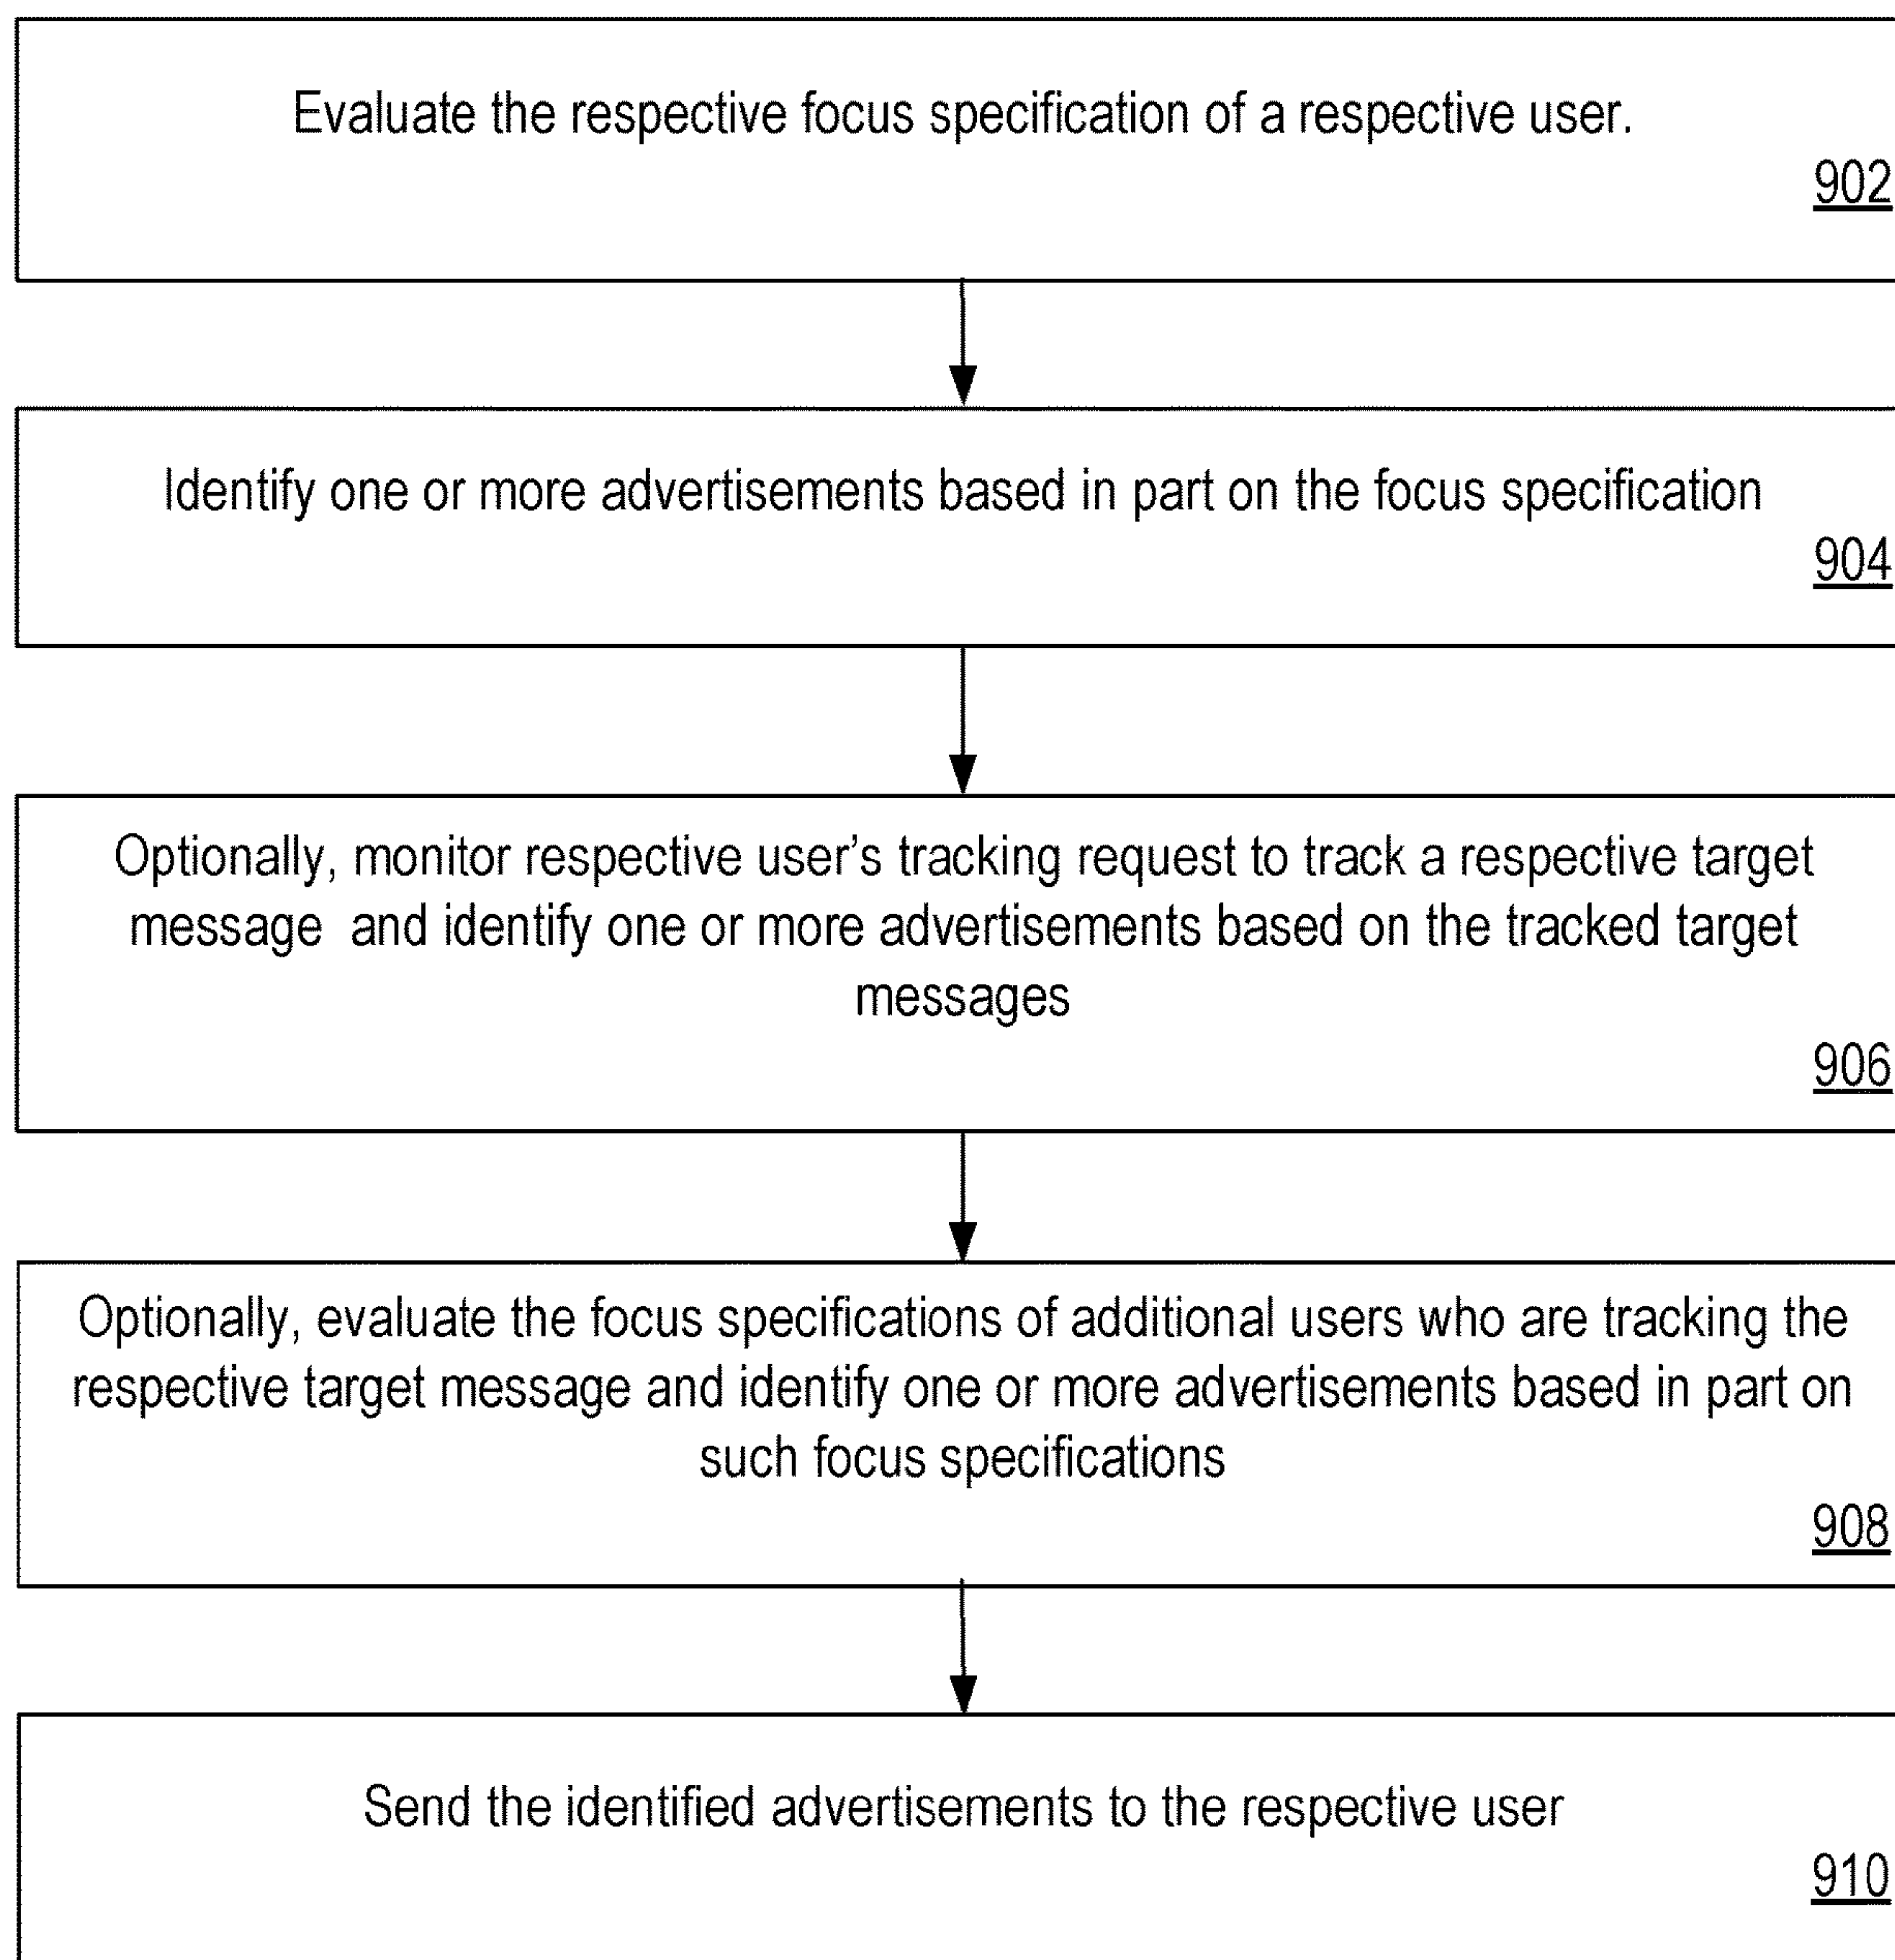 Evaluate the respective focus specification of a respective user.
902
Identify one or more advertisements based in part on the focus specification
904
Optionally, monitor respective user's tracking request to track a respective target
message  and identify one or more advertisements based on the tracked target
messages
906
Optionally, evaluate the focus specifications of additional users who are tracking the
respective target message and identify one or more advertisements based in part on
such focus specifications
908
Send the identified advertisements to the respective user
910